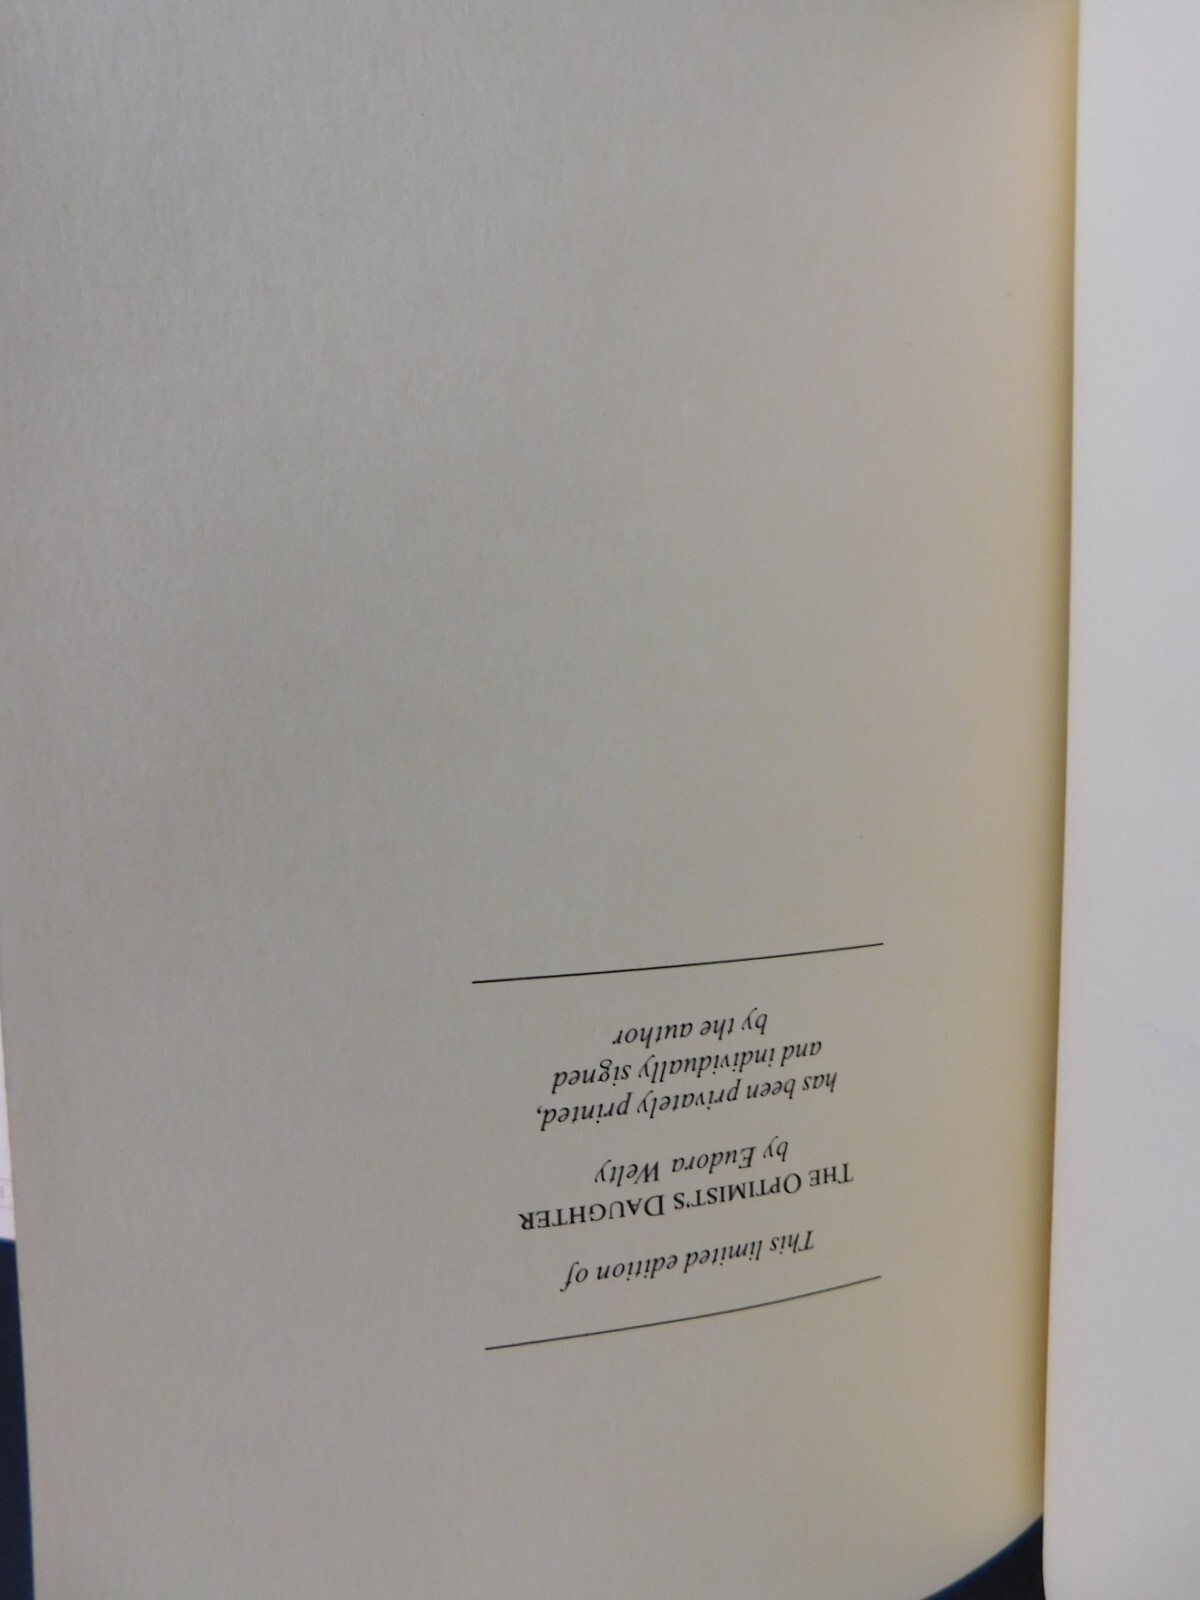 This limited edition of
THE OPTIMIST'S DAUGHTER
by Eudora Welty
has been privately printed,
and individually signed
by the author